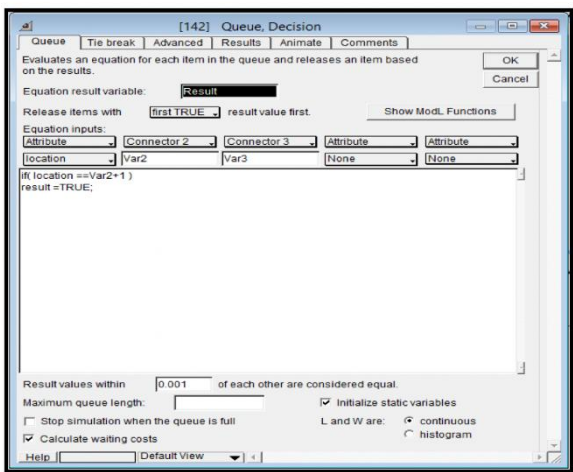 [142] Queue, Decision
Queue Tie break Advanced Results Animate Comments
Evaluates an equation for each item in the queue and releases an item based
on the results.
OK
Cancel
Equation result variable: Result
Release items with first TRUE result value first. Show ModL Functions
Equation inputs:
Attribute Connector 2 Connector 3 Attribute Attribute
location Var2 Var3 None None
if( location ==Var2+1 )
result =TRUE;
Result values within 0.001 of each other are considered equal.
Maximum queue length: Initialize static variables
Stop simulation when the queue is full L and W are: continuous
histogram
Calculate waiting costs
Help Default View